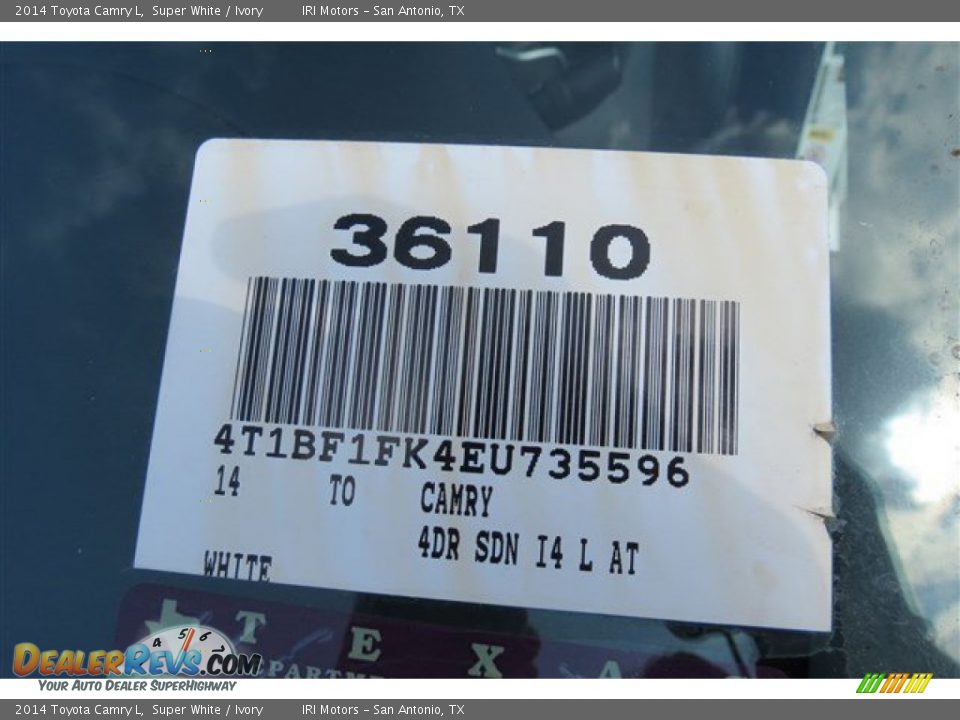 2014 Toyota Camry L, Super White / Ivory IRI Motors - San Antonio, TX
36110
4T1BF1FK4EU735596
14 TO CAMRY
4DR SDN I4 L AT
WHITE
T E X A
DEALERREVS.COM
YOUR AUTO DEALER SUPERHIGHWAY
2014 Toyota Camry L, Super White / Ivory IRI Motors - San Antonio, TX